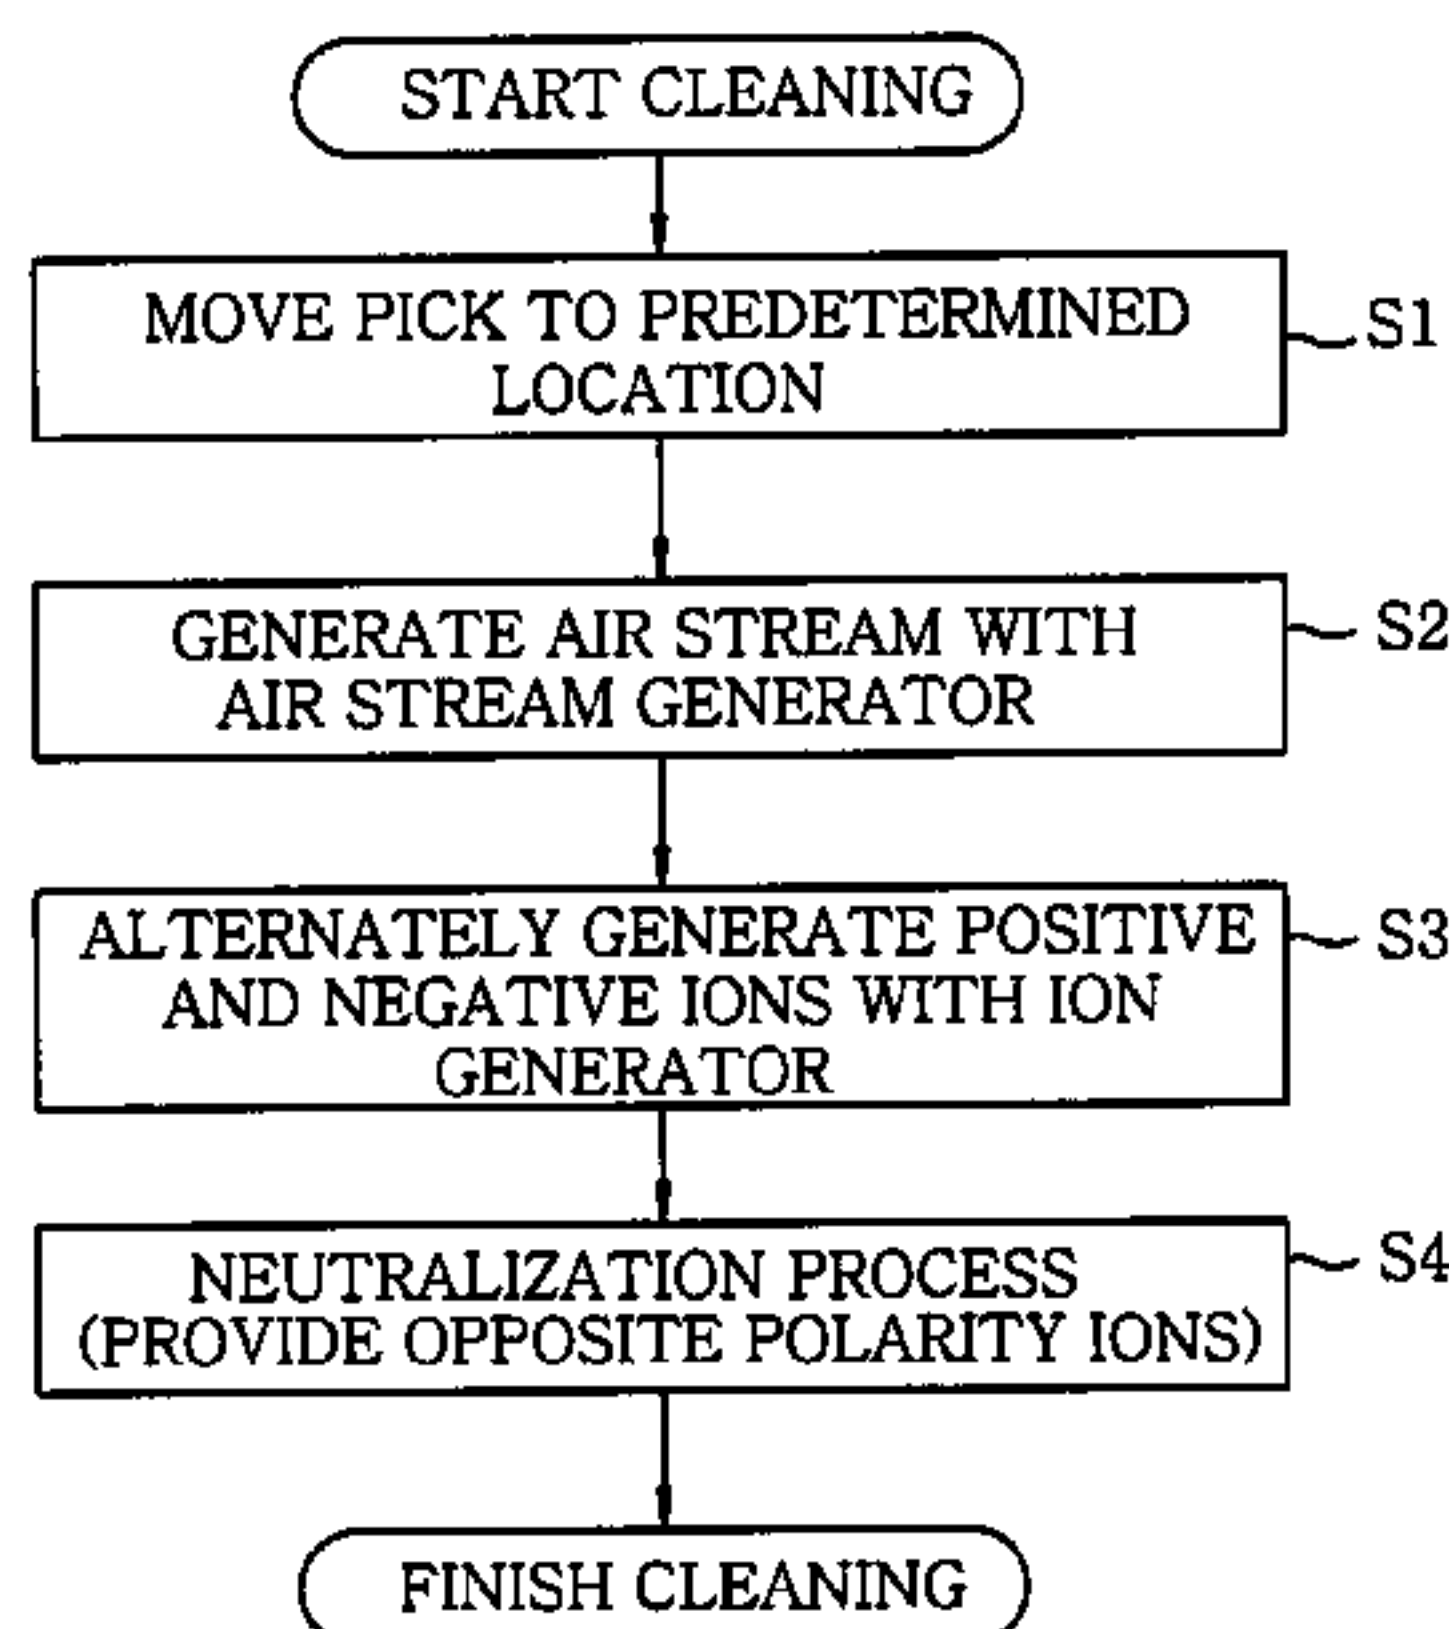 START CLEANING
MOVE PICK TO PREDETERMINED
LOCATION
S1
GENERATE AIR STREAM WITH
AIR STREAM GENERATOR
S2
ALTERNATELY GENERATE POSITIVE
AND NEGATIVE IONS WITH ION
GENERATOR
S3
NEUTRALIZATION PROCESS
(PROVIDE OPPOSITE POLARITY IONS)
S4
FINISH CLEANING